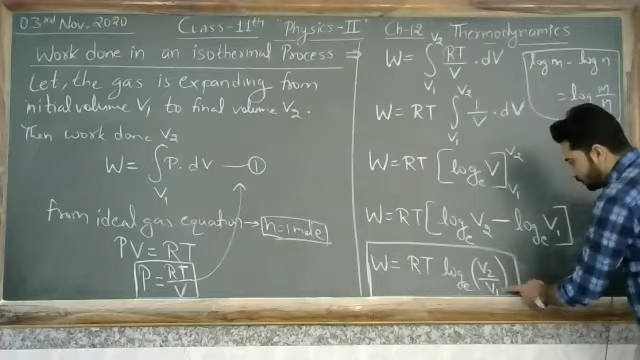 03rd Nov. 2020 Class-11th "Physics-II" Ch-12 Thermodynamics
Work done in an isothermal Process ⇒
Let, the gas is expanding from
initial volume V₁ to final volume V₂.
Then work done
W = ∫_{V₁}^{V₂} P. dV —①
from ideal gas equation → n=1mole
PV = RT
P = RT/V
W = ∫_{V₁}^{V₂} RT/V . dV
W = RT ∫_{V₁}^{V₂} 1/V . dV
W = RT [log_e V]_{V₁}^{V₂}
W = RT [log_e V₂ − log_e V₁]
W = RT log_e (V₂/V₁)
log m - log n
= log m/n